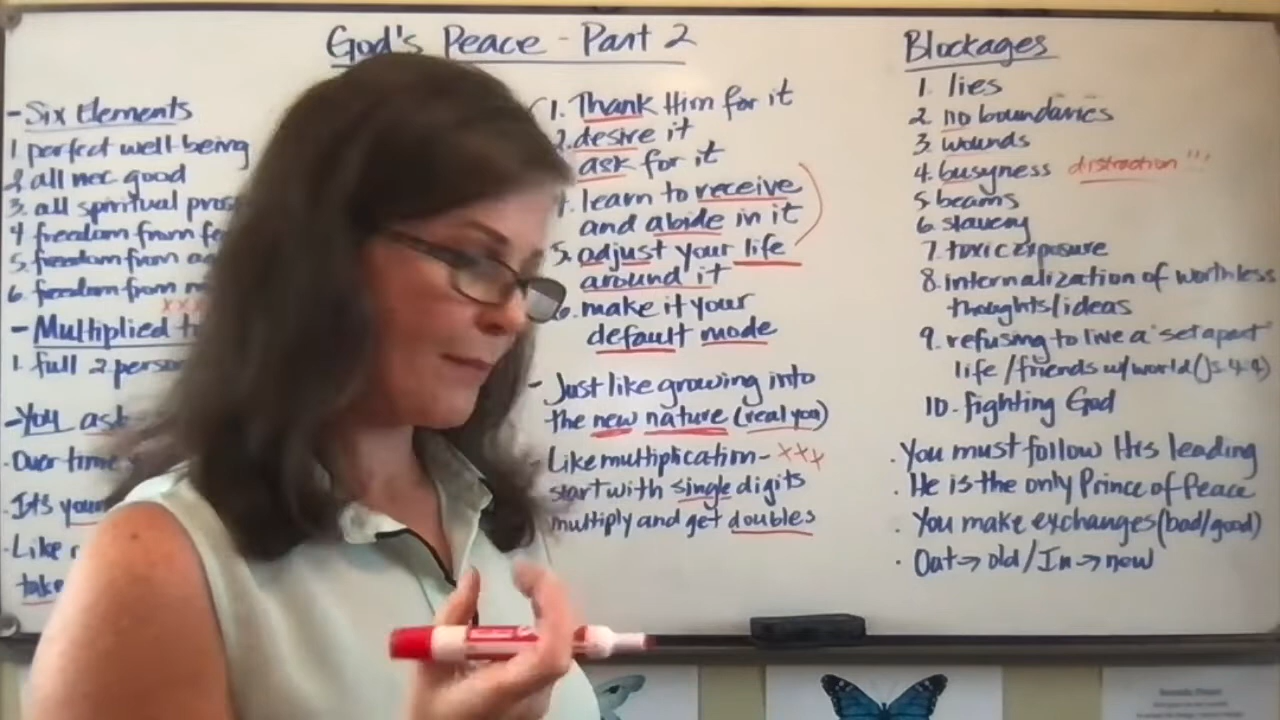 God's Peace - Part 2
- Six Elements
1 perfect well-being
2 all nec good
3. all spiritual
4 freedom from
5. freedom from
6. freedom from
xxx
- Multiplied
1. full 2
- You ask
· Over time
· It's your
· Like
take
1. Thank Him for it
2. desire it
ask for it
4. learn to receive
and abide in it
5. adjust your life
around it
6. make it your
default mode
- Just like growing into
the new nature (real you)
- Like multiplication - xxx
start with single digits
multiply and get doubles
Blockages
1. lies
2. no boundaries
3. wounds
4. busyness distraction!!!
5. beams
6. slavery
7. toxic exposure
8. internalization of worthless
thoughts/ideas
9. refusing to live a "set apart"
life / friends w/world (Js 4:4)
10. fighting God
· You must follow His leading
· He is the only Prince of Peace
· You make exchanges (bad/good)
· Out → old / In → new